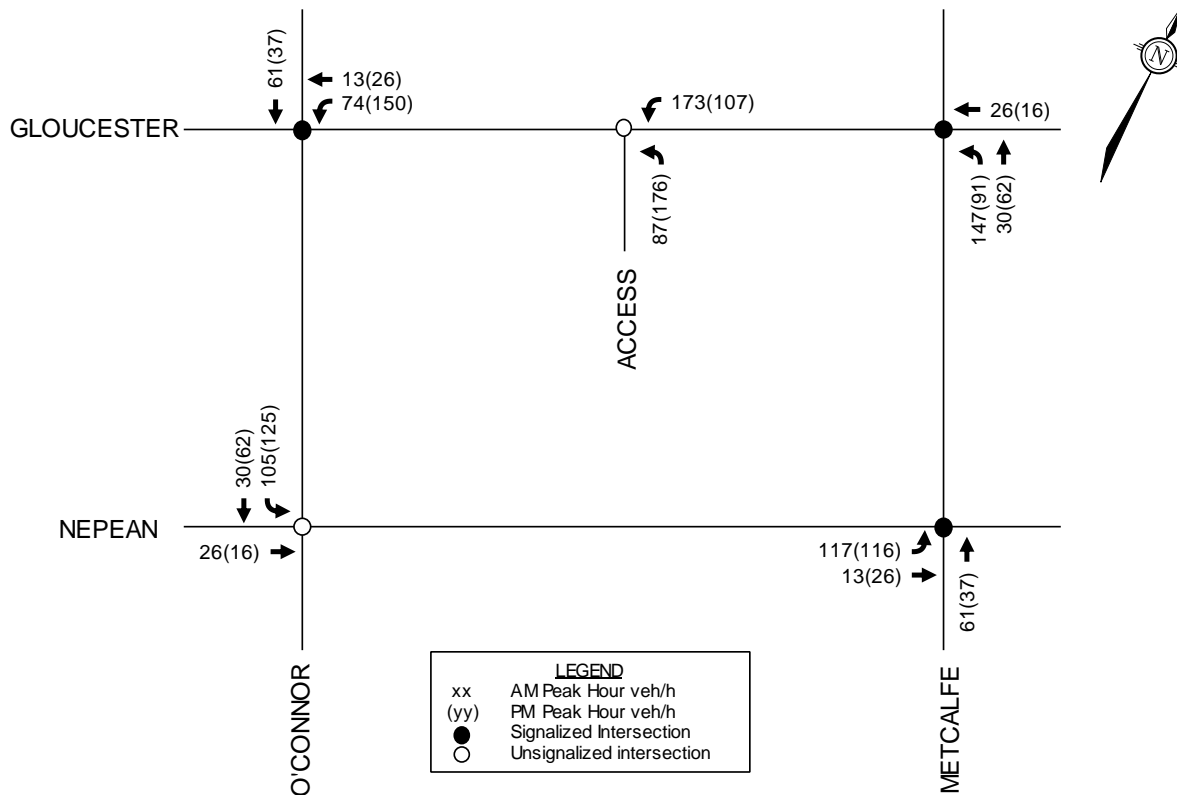 N
61(37)
13(26)
74(150)
GLOUCESTER
173(107)
26(16)
87(176)
147(91)
30(62)
ACCESS
30(62)
105(125)
NEPEAN
26(16)
117(116)
13(26)
61(37)
O'CONNOR
METCALFE
LEGEND
xx AM Peak Hour veh/h
(yy) PM Peak Hour veh/h
Signalized Intersection
Unsignalized intersection